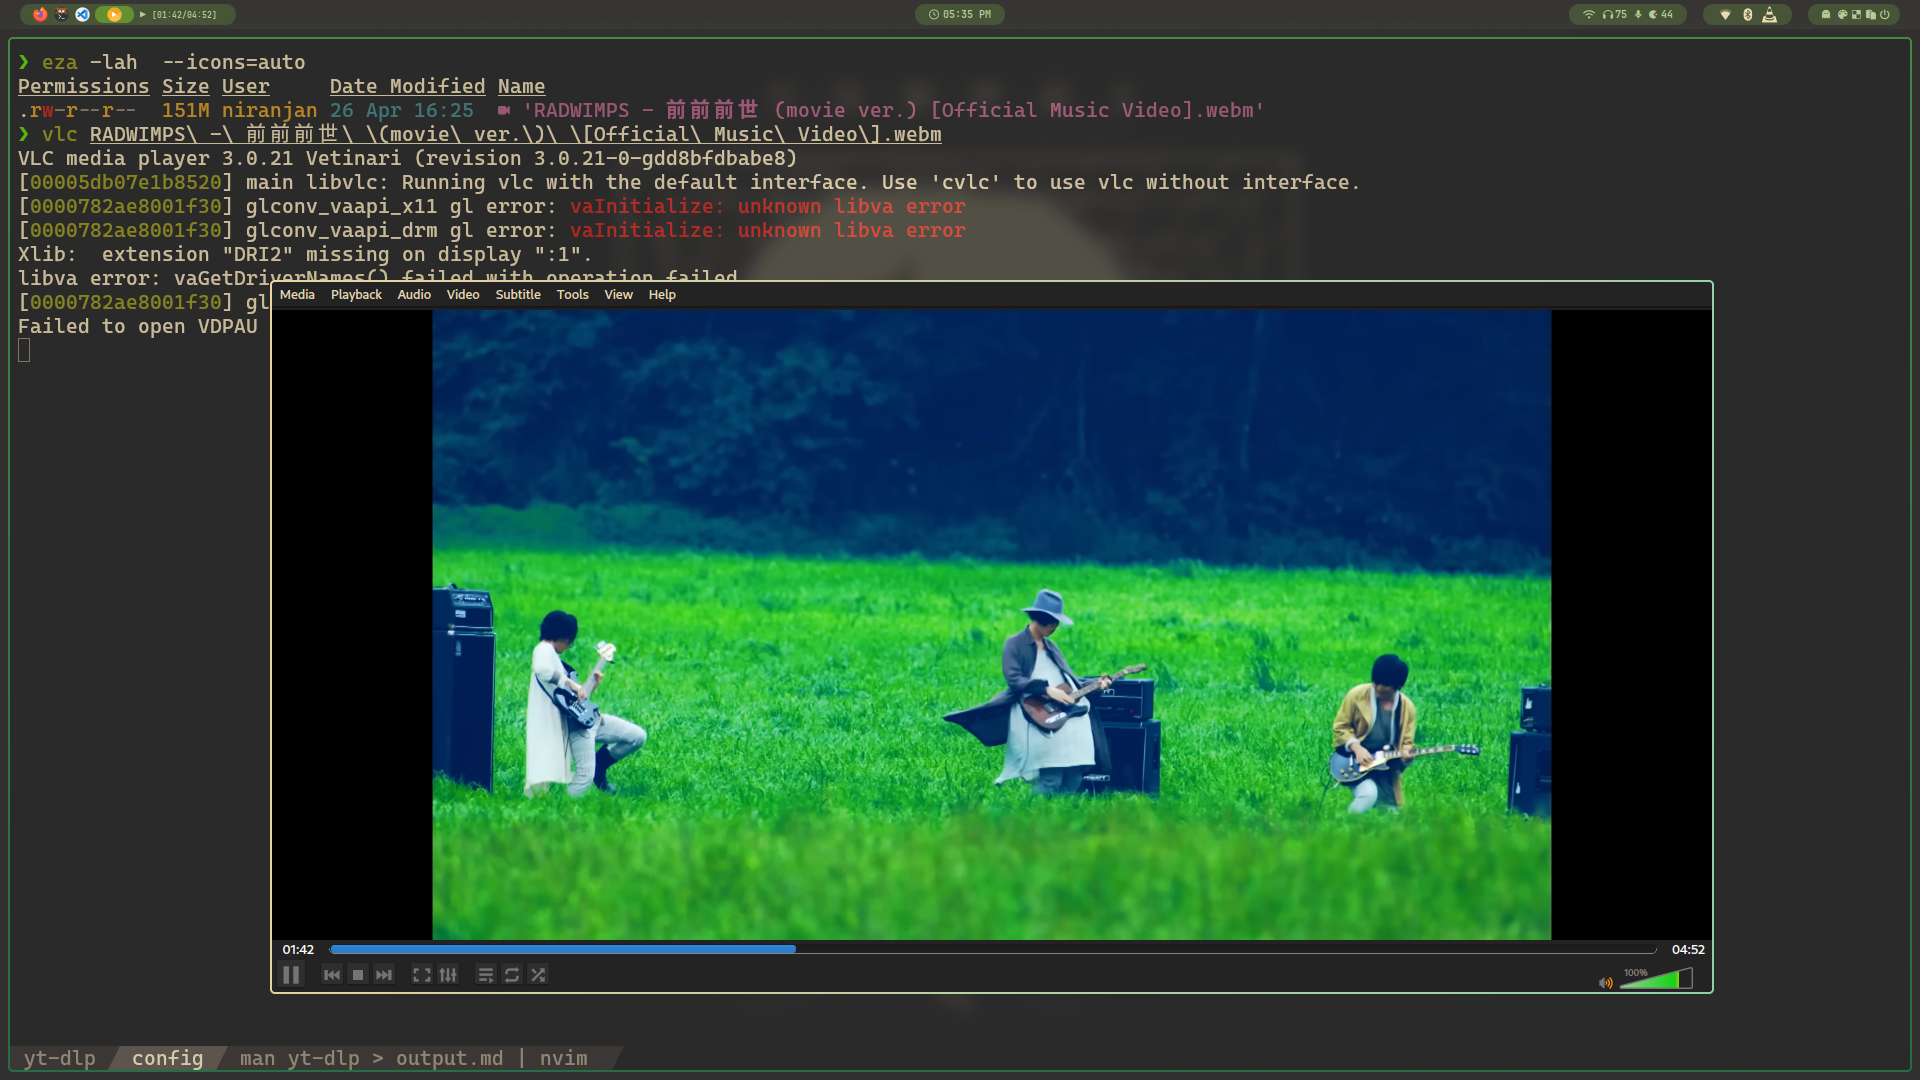 ▶ [01:42/04:52]
05:35 PM
75
44
❯ eza -lah  --icons=auto
Permissions Size User     Date Modified Name
.rw-r--r--  151M niranjan 26 Apr 16:25  'RADWIMPS - 前前前世 (movie ver.) [Official Music Video].webm'
❯ vlc RADWIMPS\ -\ 前前前世\ \(movie\ ver.\)\ \[Official\ Music\ Video\].webm
VLC media player 3.0.21 Vetinari (revision 3.0.21-0-gdd8bfdbabe8)
[00005db07e1b8520] main libvlc: Running vlc with the default interface. Use 'cvlc' to use vlc without interface.
[0000782ae8001f30] glconv_vaapi_x11 gl error: vaInitialize: unknown libva error
[0000782ae8001f30] glconv_vaapi_drm gl error: vaInitialize: unknown libva error
Xlib:  extension "DRI2" missing on display ":1".
libva error: vaGetDriverNames() failed with operation failed
[0000782ae8001f30] gl
Failed to open VDPAU
Media Playback Audio Video Subtitle Tools View Help
01:42
04:52
100%
yt-dlp
config
man yt-dlp > output.md | nvim